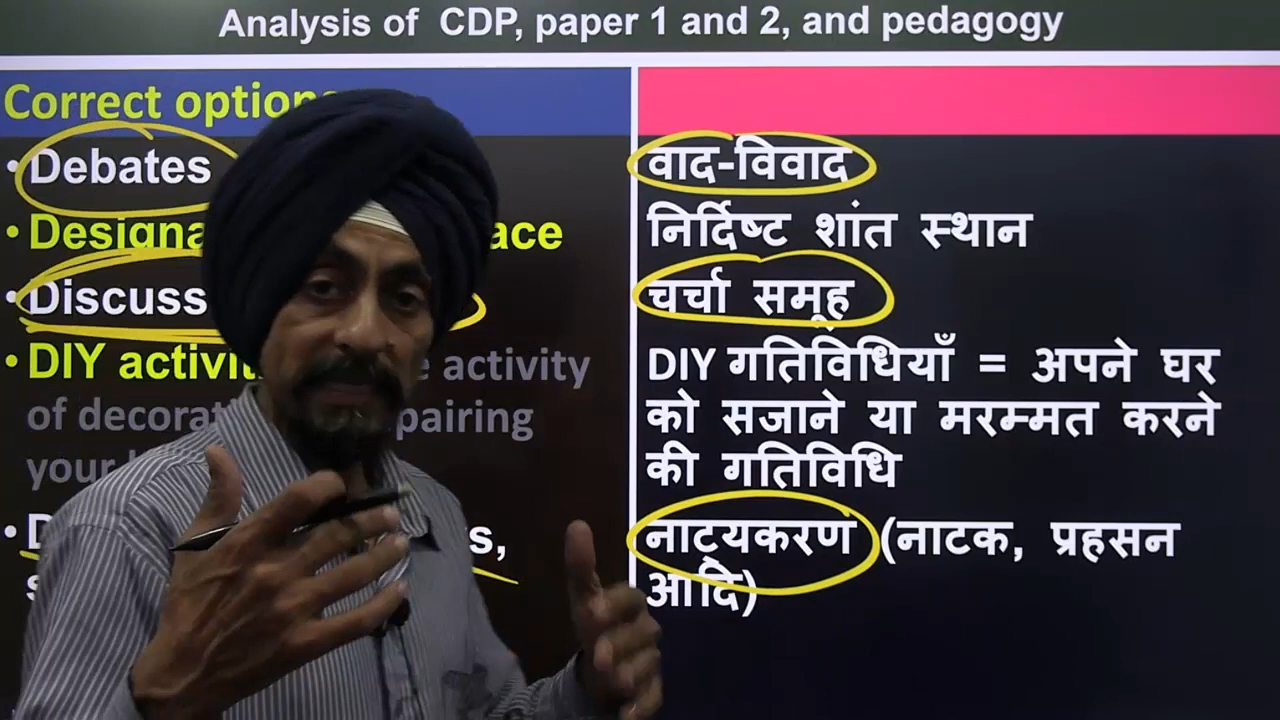 Analysis of CDP, paper 1 and 2, and pedagogy
Correct option
• Debates
• Designa ace
• Discuss
• DIY activit e activity
of decorat pairing
your
• D s,
वाद-विवाद
निर्दिष्ट शांत स्थान
चर्चा समूह
DIY गतिविधियाँ = अपने घर
को सजाने या मरम्मत करने
की गतिविधि
नाट्यकरण (नाटक, प्रहसन
आदि)